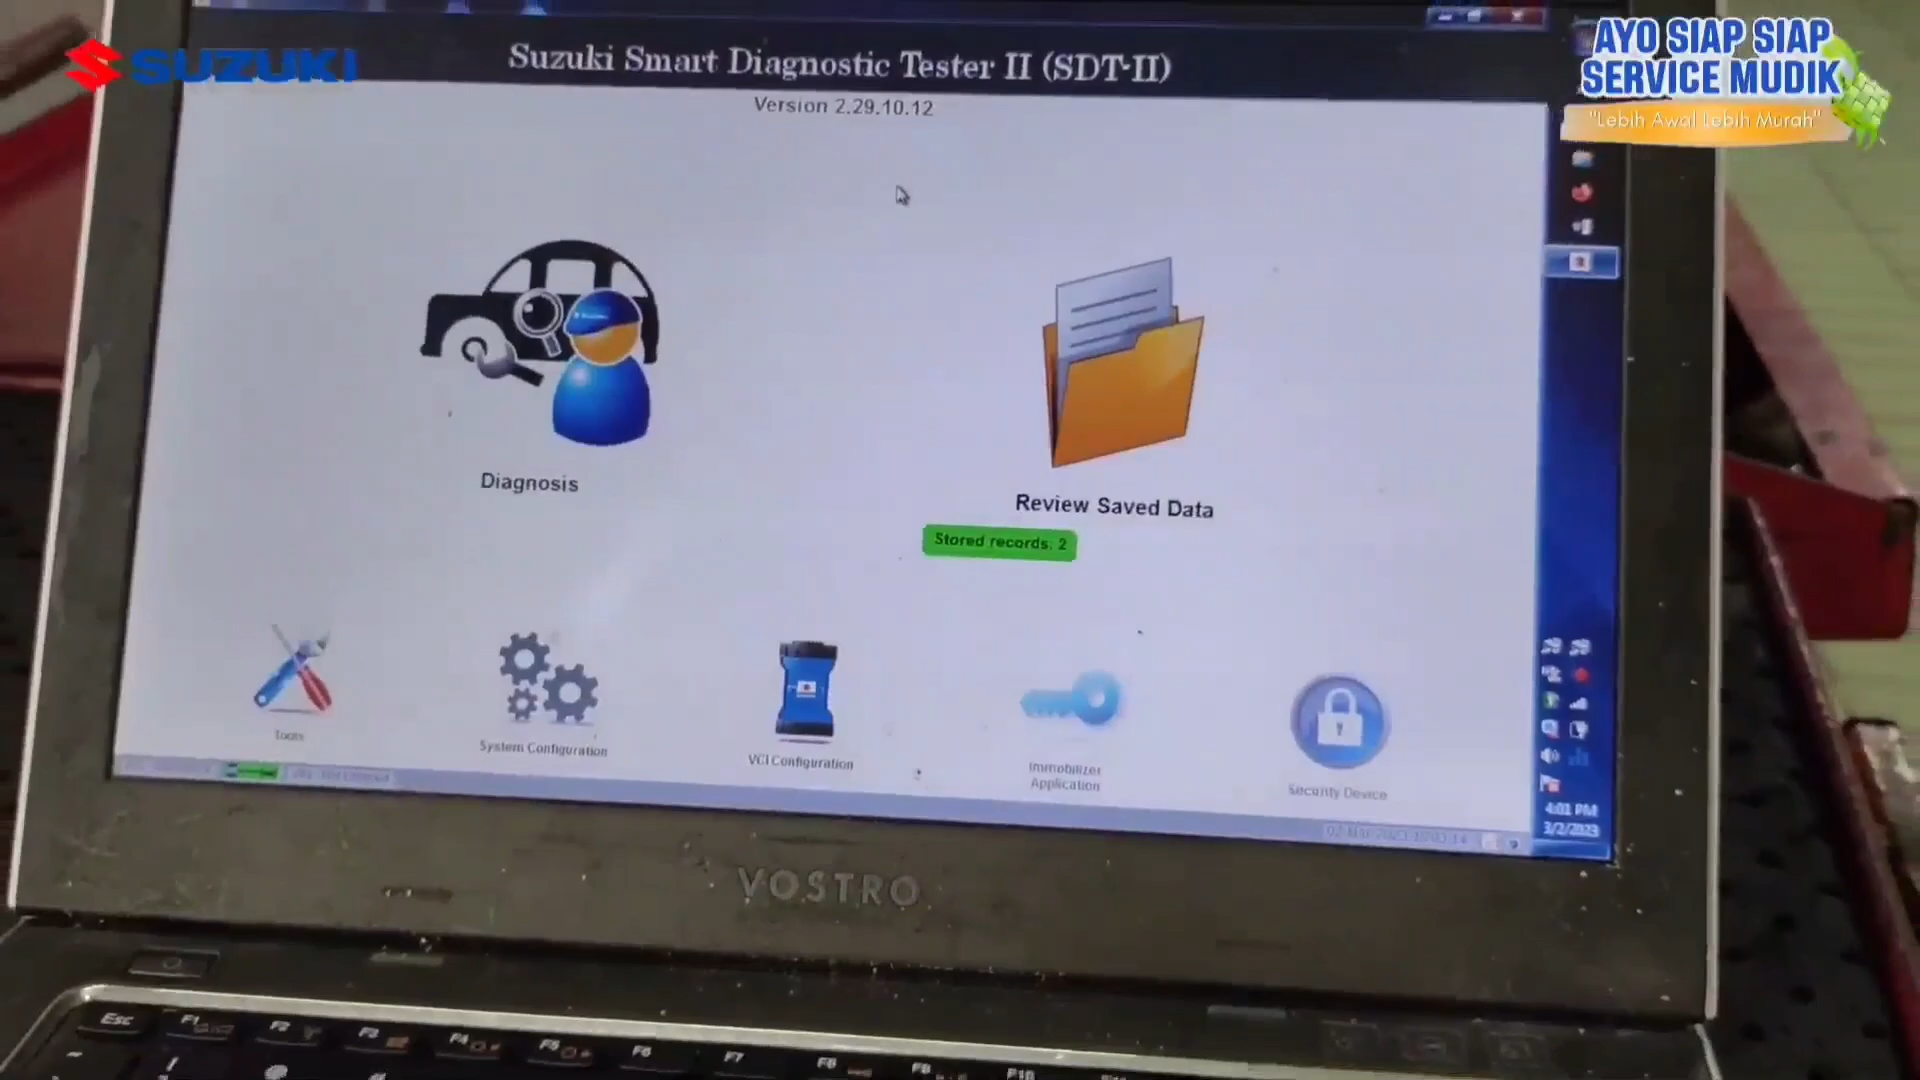 SUZUKI
Suzuki Smart Diagnostic Tester II (SDT-II)
Version 2.29.10.12
AYO SIAP SIAP
SERVICE MUDIK
"Lebih Awal Lebih Murah"
Diagnosis
Review Saved Data
Stored records: 2
Tools
System Configuration
VCI Configuration
Immobilizer
Application
Security Device
4:01 PM
3/2/2023
VOSTRO
Esc
F1
F2
F3
F4
F5
F6
F7
F8
F9
F10